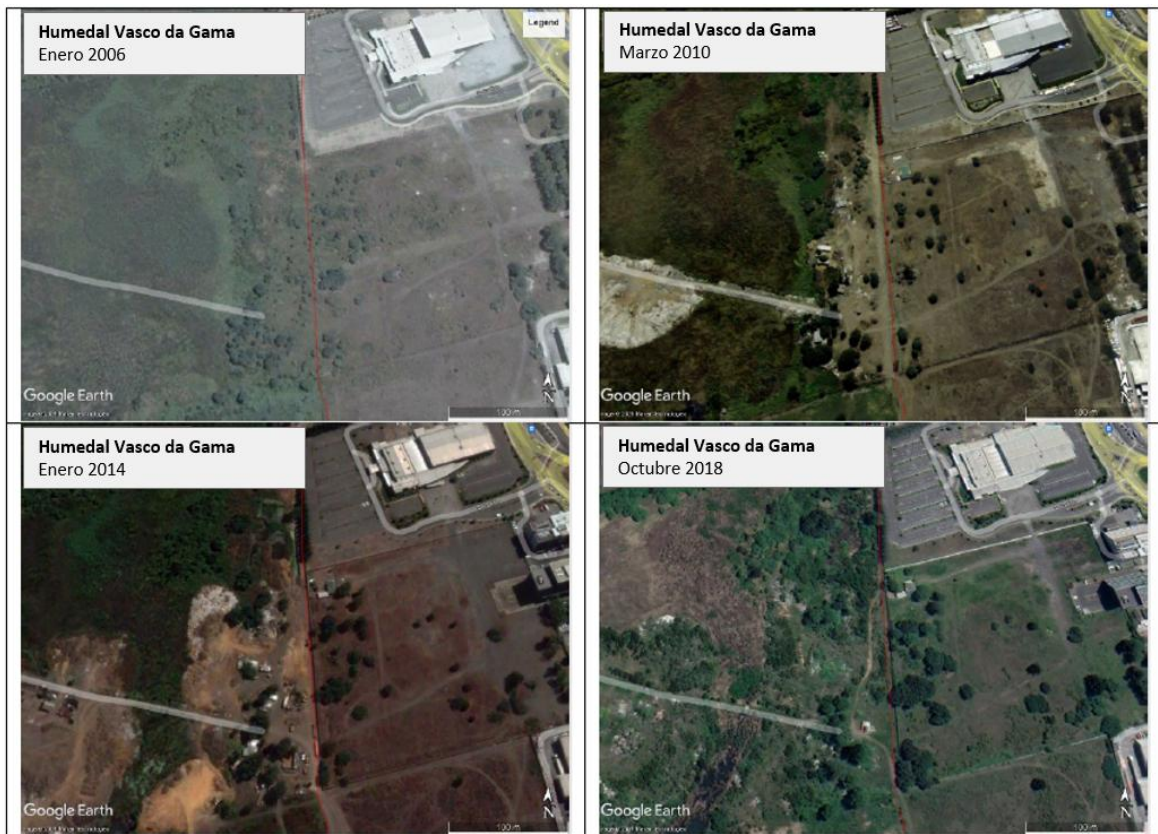 Humedal Vasco da Gama
Enero 2006
Legend
Google Earth
N
100 m
Humedal Vasco da Gama
Marzo 2010
Google Earth
N
100 m
Humedal Vasco da Gama
Enero 2014
Google Earth
N
100 m
Humedal Vasco da Gama
Octubre 2018
Google Earth
N
100 m